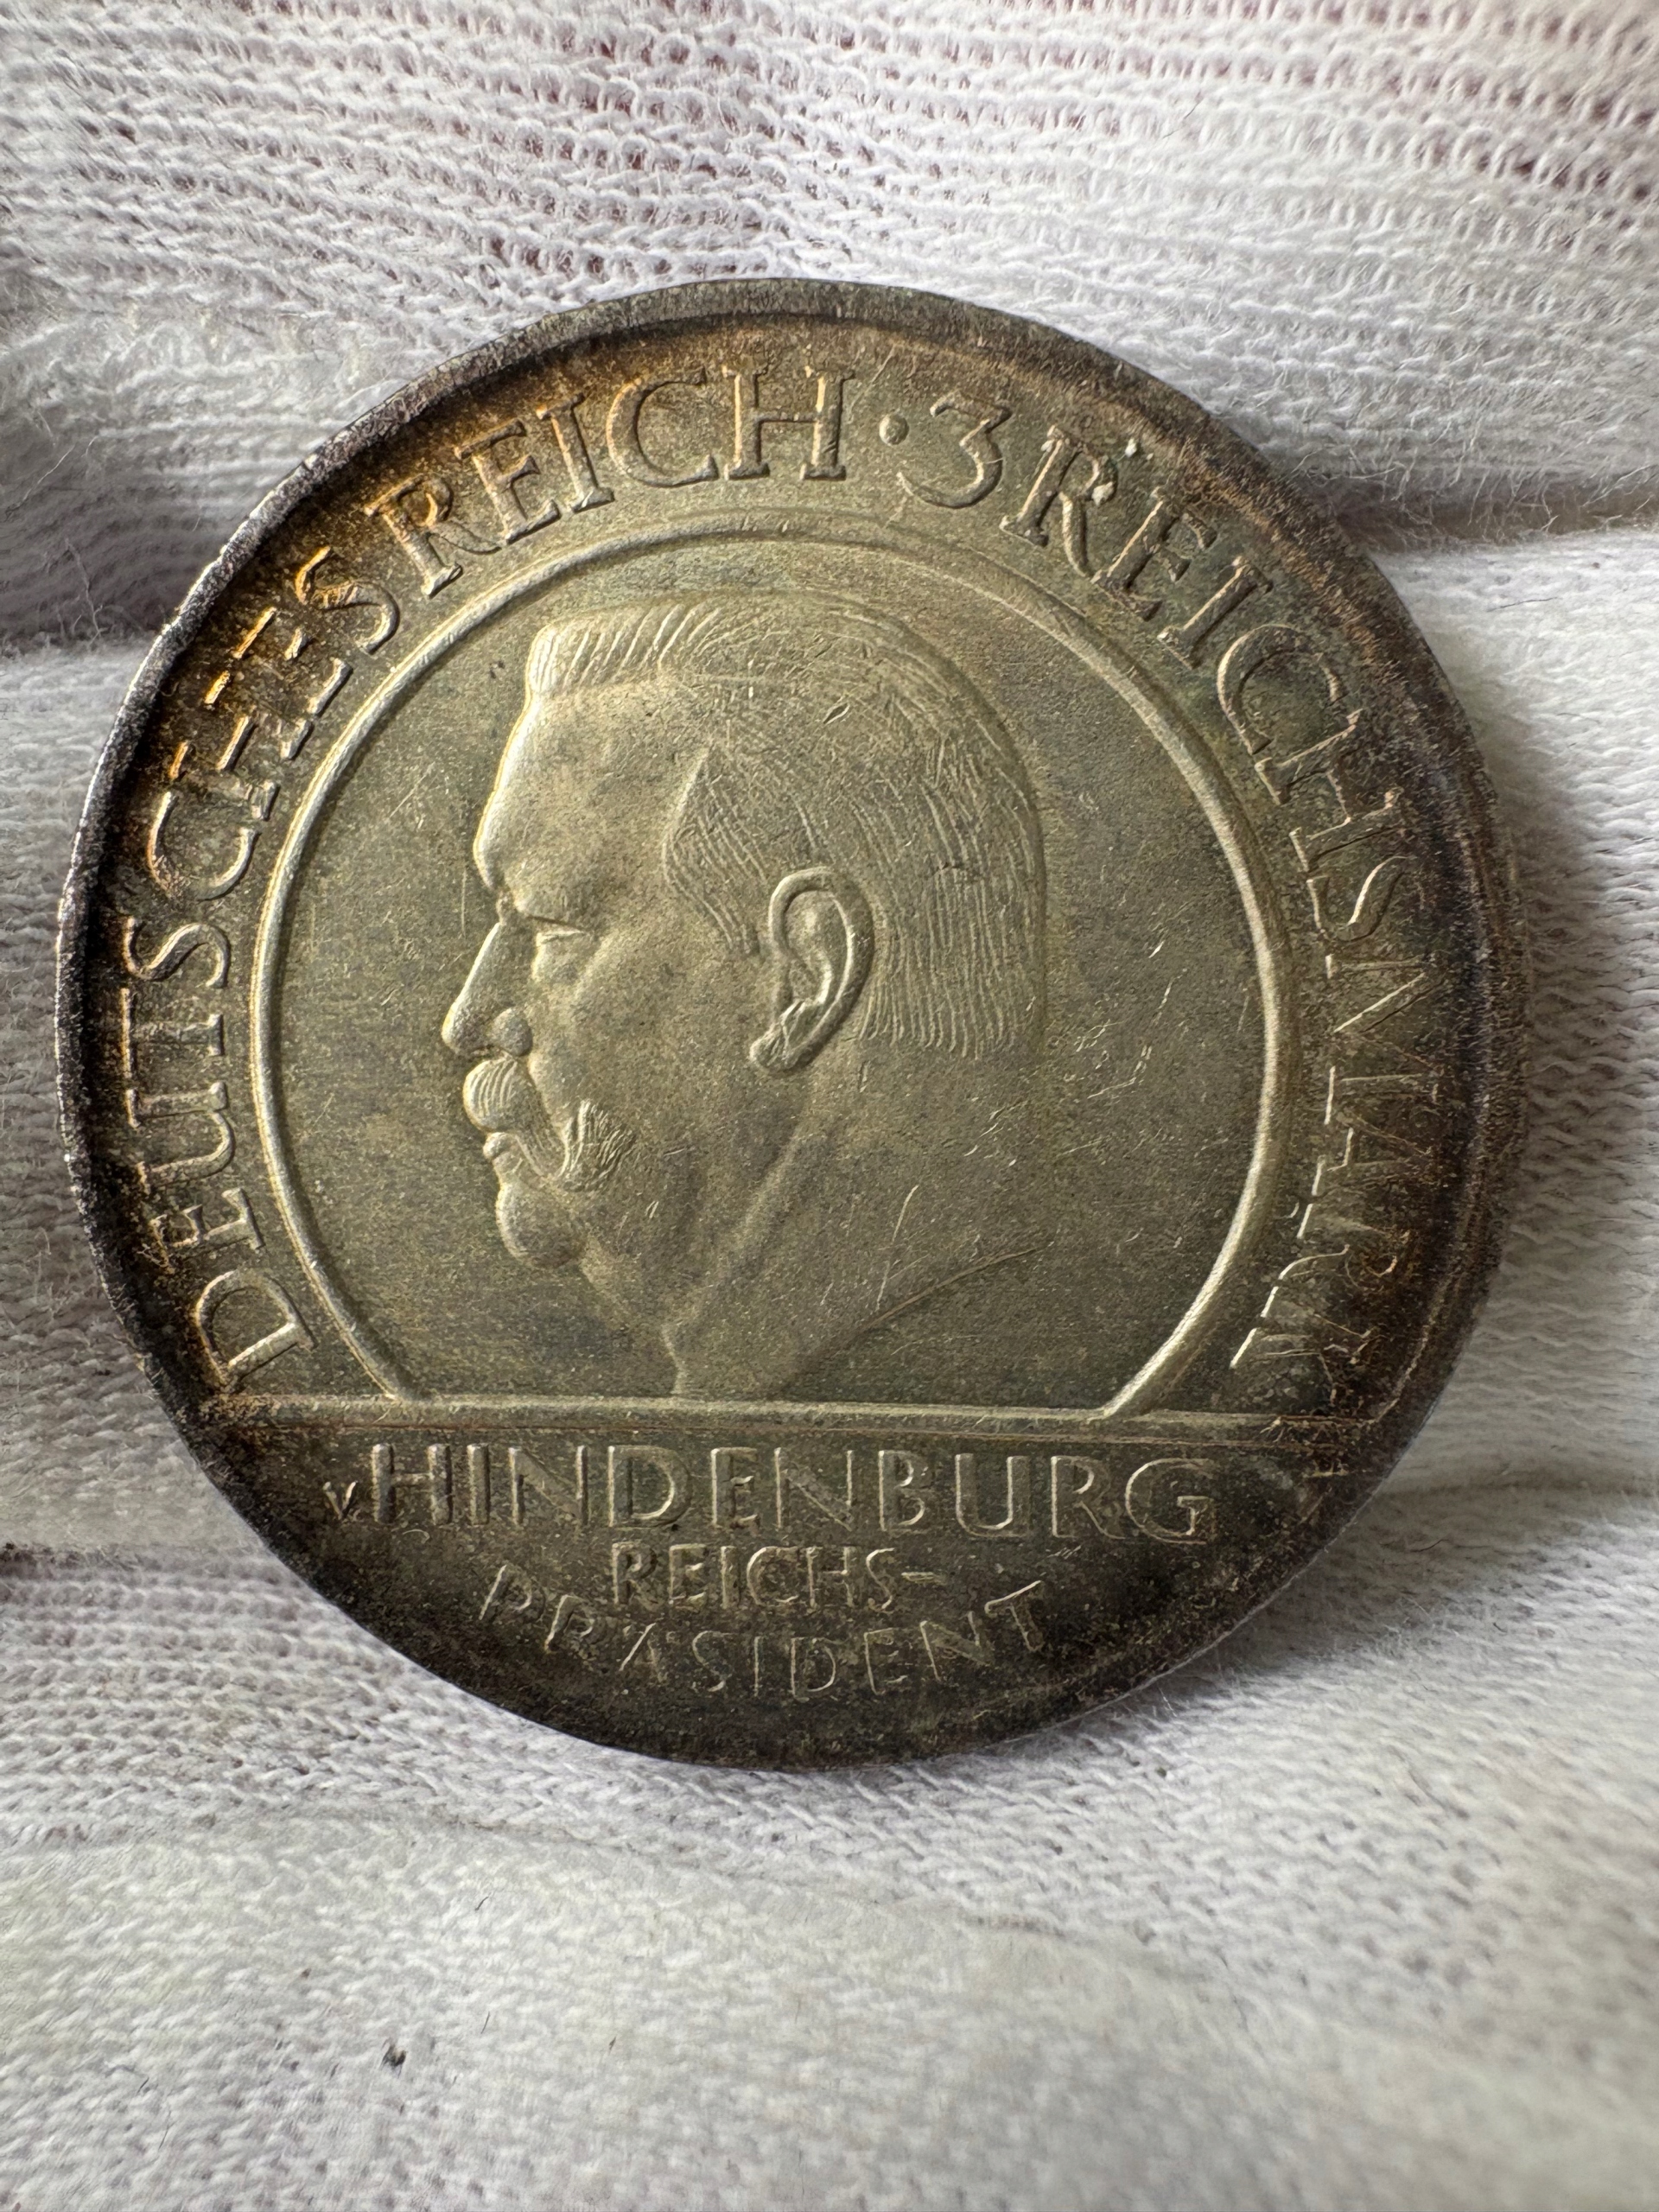 DEUTSCHES REICH · 3 REICHSMARK
v. HINDENBURG
REICHS-
PRÄSIDENT